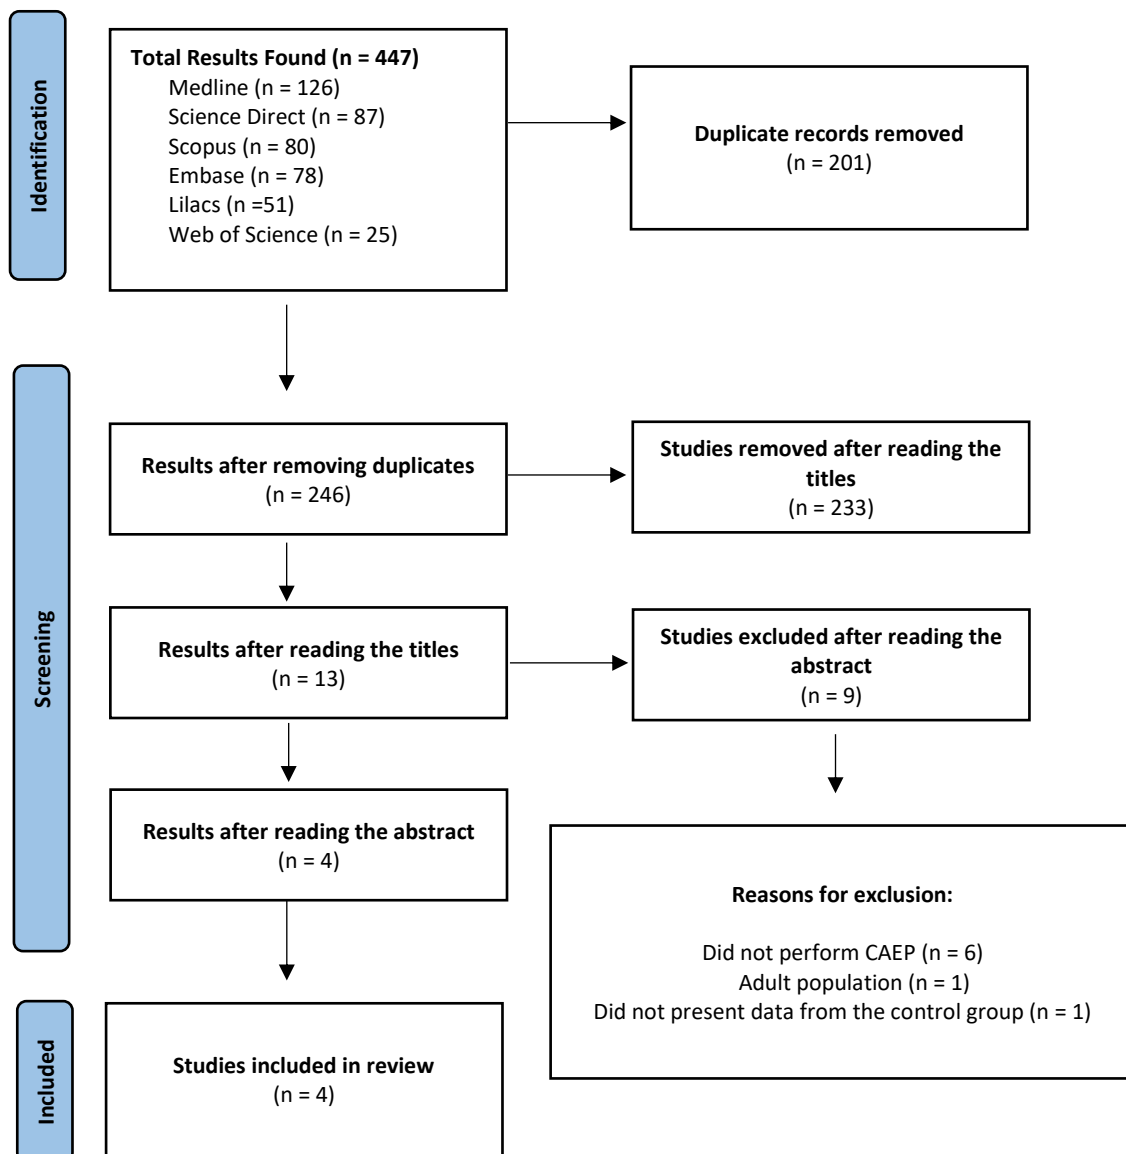 Identification
Total Results Found (n = 447)
Medline (n = 126)
Science Direct (n = 87)
Scopus (n = 80)
Embase (n = 78)
Lilacs (n =51)
Web of Science (n = 25)
Duplicate records removed
(n = 201)
Screening
Results after removing duplicates
(n = 246)
Studies removed after reading the
titles
(n = 233)
Results after reading the titles
(n = 13)
Studies excluded after reading the
abstract
(n = 9)
Results after reading the abstract
(n = 4)
Reasons for exclusion:
Did not perform CAEP (n = 6)
Adult population (n = 1)
Did not present data from the control group (n = 1)
Included
Studies included in review
(n = 4)